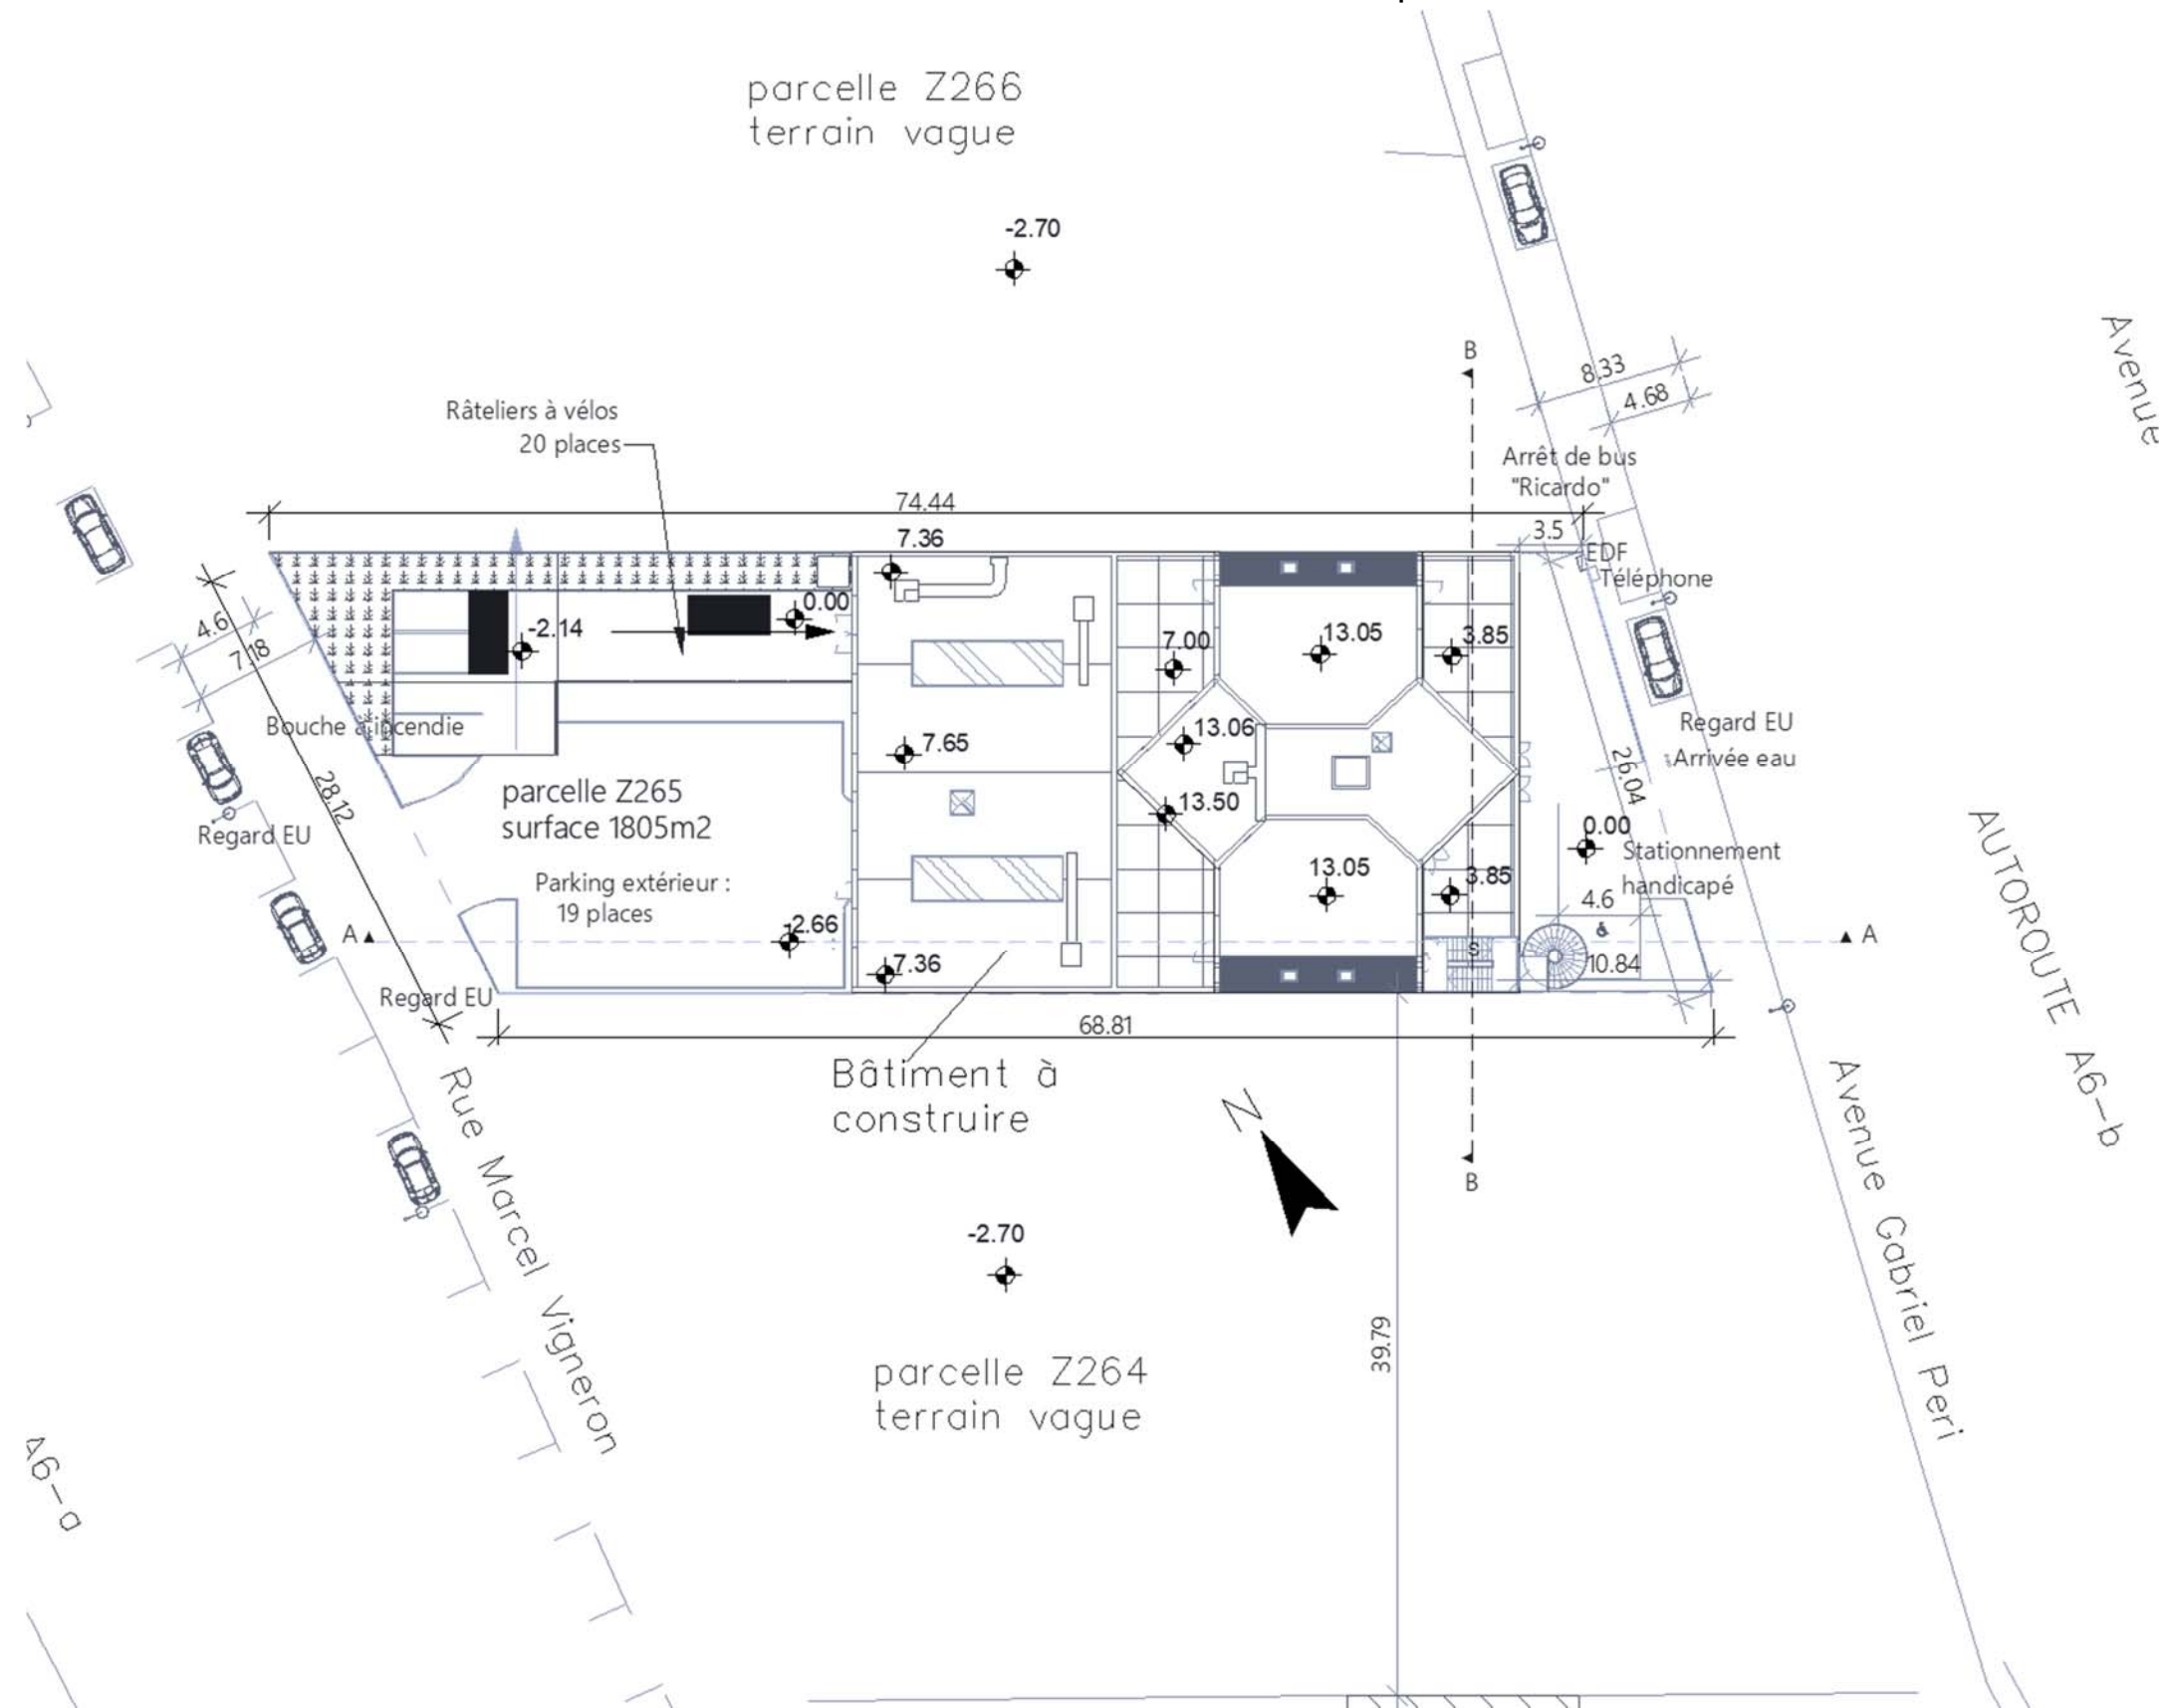 parcelle Z266
terrain vague
-2.70
Avenue
B
8.33
4.68
Râteliers à vélos
20 places
Arrêt de bus
"Ricardo"
74.44
7.36
3.5
EDF
Téléphone
4.6
7.18
0.00
-2.14
7.00
13.05
3.85
Bouche à incendie
13.06
7.65
Regard EU
Arrivée eau
28.12
parcelle Z265
surface 1805m2
13.50
26.04
Regard EU
0.00
Stationnement
handicapé
Parking extérieur :
19 places
13.05
3.85
4.6
AUTOROUTE A6-b
A
-2.66
S
A
7.36
10.84
Regard EU
68.81
Bâtiment à
construire
N
Rue Marcel Vigneron
Avenue Gabriel Peri
B
-2.70
39.79
parcelle Z264
terrain vague
A6-a